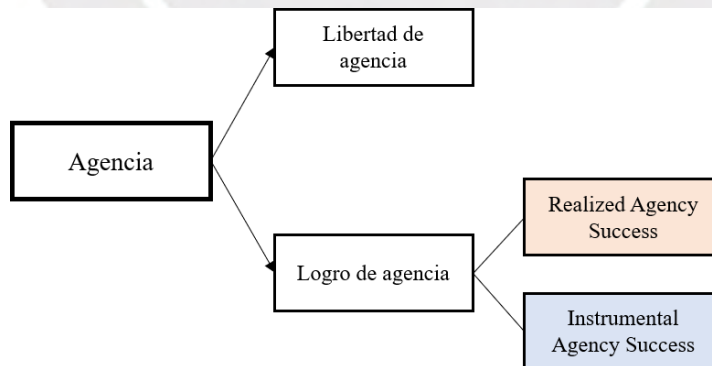 Libertad de
agencia
Agencia
Realized Agency
Success
Logro de agencia
Instrumental
Agency Success